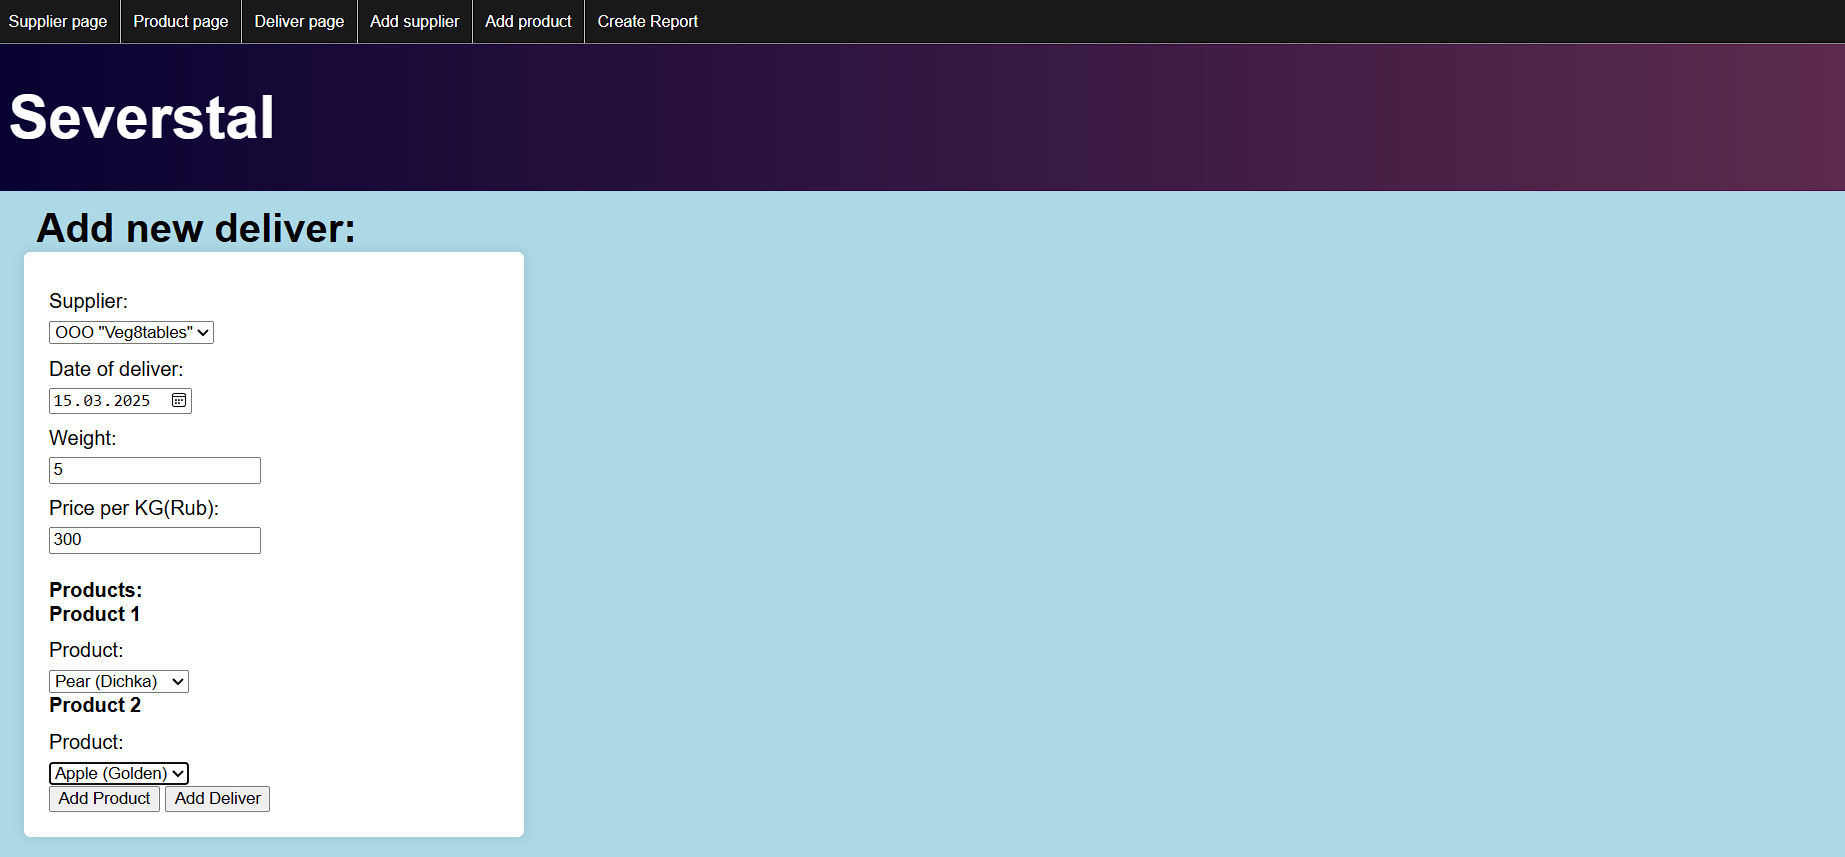 Supplier page Product page Deliver page Add supplier Add product Create Report
Severstal
Add new deliver:
Supplier:
OOO "Veg8tables"
Date of deliver:
15.03.2025
Weight:
5
Price per KG(Rub):
300
Products:
Product 1
Product:
Pear (Dichka)
Product 2
Product:
Apple (Golden)
Add Product Add Deliver